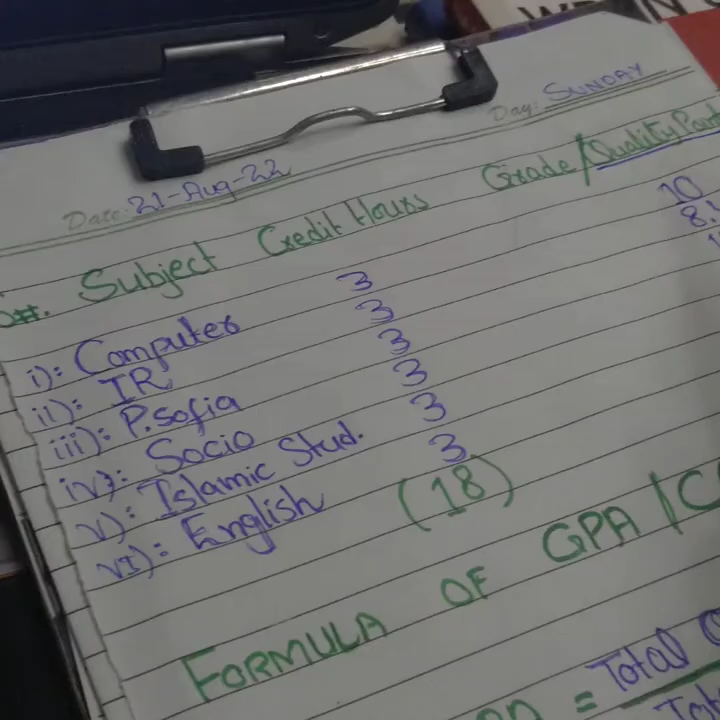 Day: SUNDAY
Date: 21-Aug-22
S#. Subject Credit Hours Grade/Quality
i): Computer 3 10
ii): IR 3
iii): P.sofia 3
iv): Socio 3
v): Islamic Stud. 3
vi): English 3
(18)
FORMULA OF GPA /
= Total